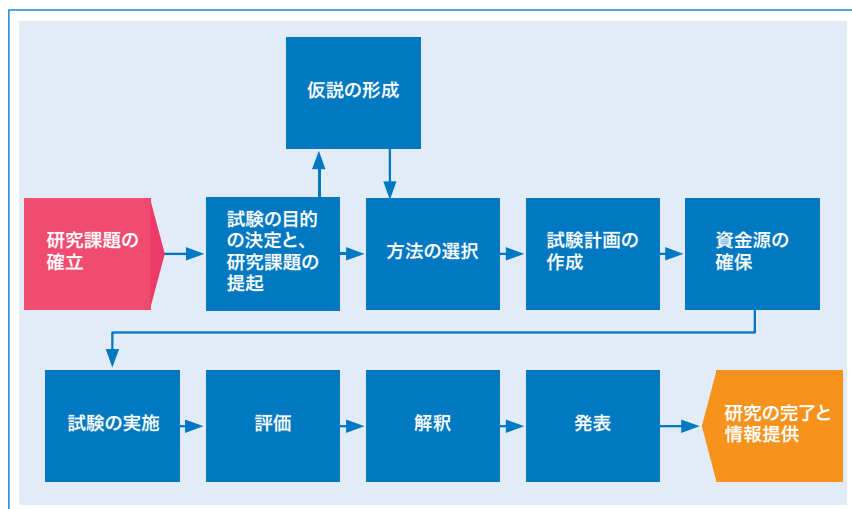 仮説の形成
研究課題の
確立
試験の目的
の決定と、
研究課題の
提起
方法の選択
試験計画の
作成
資金源の
確保
試験の実施
評価
解釈
発表
研究の完了と
情報提供